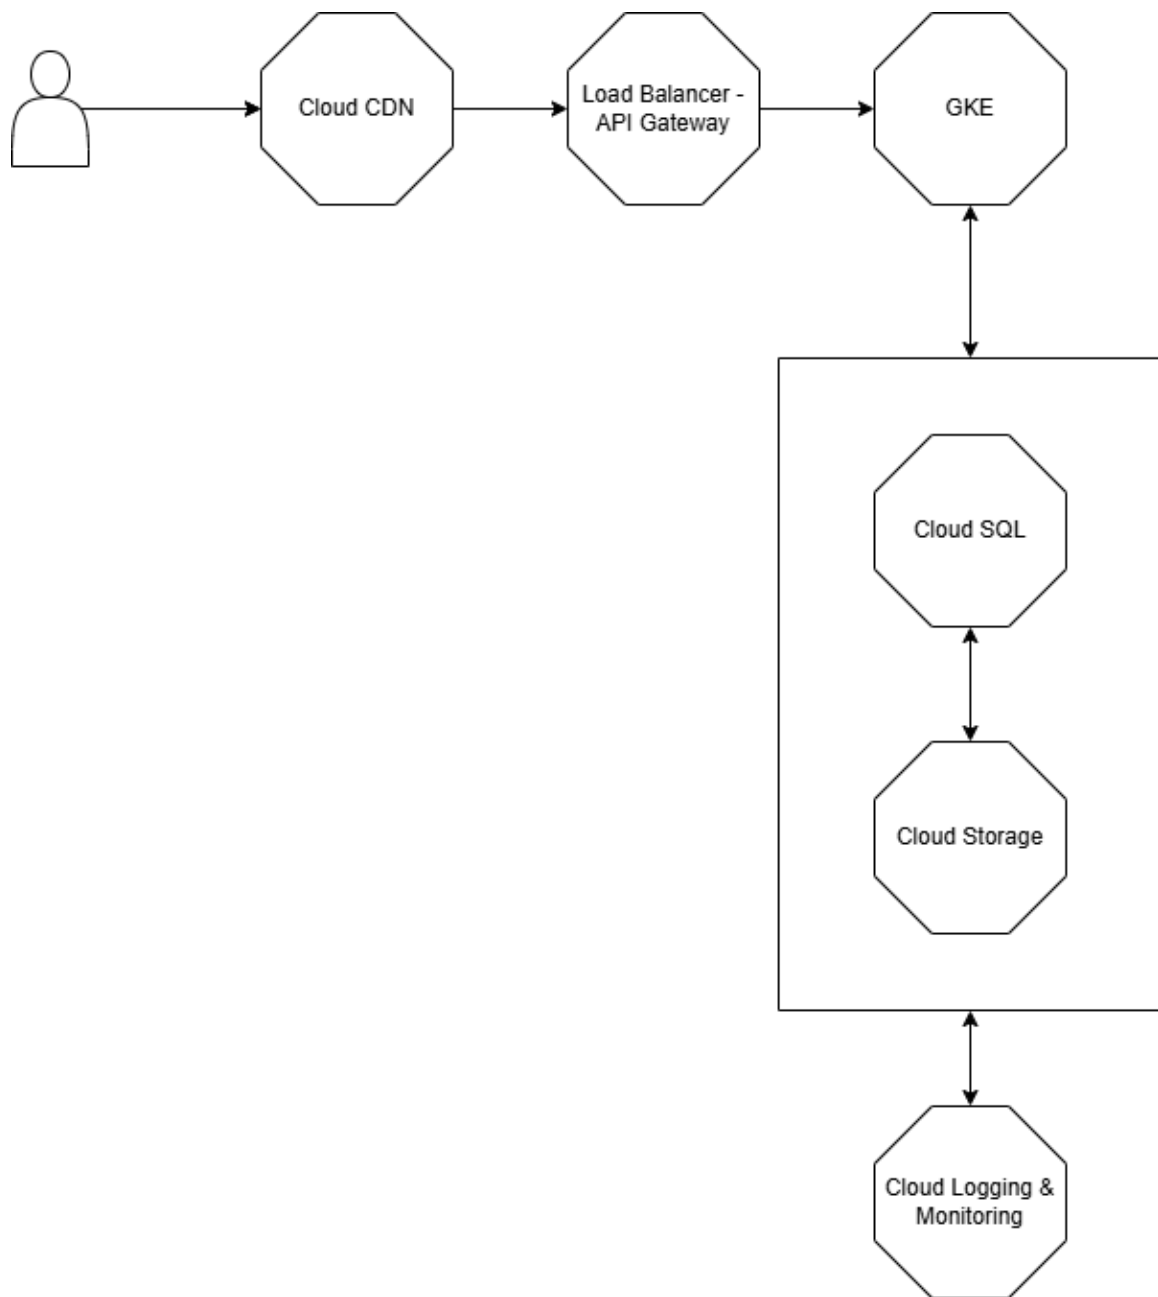 Cloud CDN
Load Balancer -
API Gateway
GKE
Cloud SQL
Cloud Storage
Cloud Logging &
Monitoring